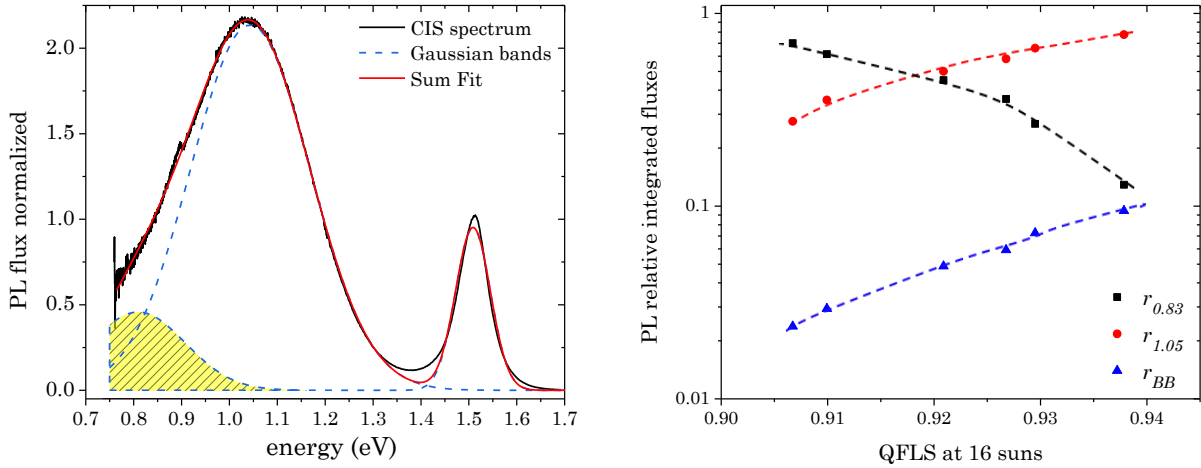 PL flux normalized
2.0
1.5
1.0
0.5
0.0
CIS spectrum
Gaussian bands
Sum Fit
0.7 0.8 0.9 1.0 1.1 1.2 1.3 1.4 1.5 1.6 1.7
energy (eV)
PL relative integrated fluxes
1
0.1
0.01
r0.83
r1.05
rBB
0.90 0.91 0.92 0.93 0.94
QFLS at 16 suns